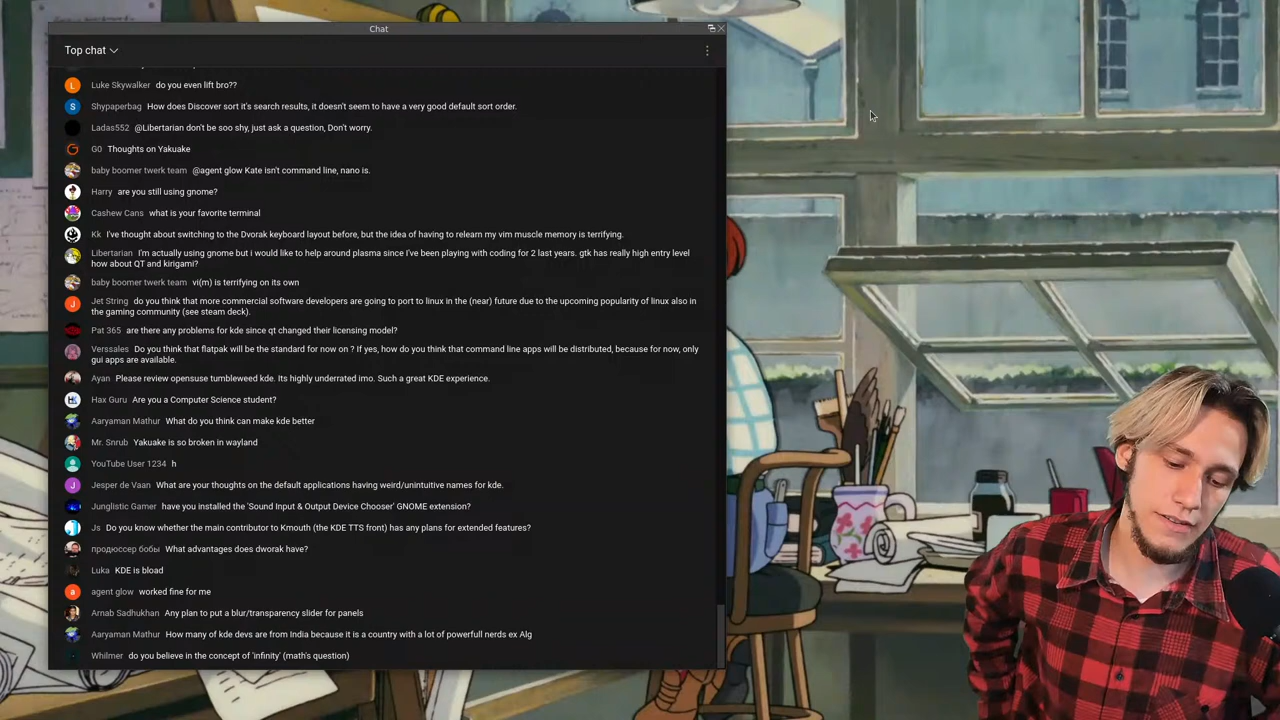 Chat
Top chat
L Luke Skywalker do you even lift bro??
S Shypaperbag How does Discover sort it's search results, it doesn't seem to have a very good default sort order.
Ladas552 @Libertarian don't be soo shy, just ask a question, Don't worry.
G0 Thoughts on Yakuake
baby boomer twerk team @agent glow Kate isn't command line, nano is.
Harry are you still using gnome?
Cashew Cans what is your favorite terminal
Kk I've thought about switching to the Dvorak keyboard layout before, but the idea of having to relearn my vim muscle memory is terrifying.
Libertarian I'm actually using gnome but i would like to help around plasma since I've been playing with coding for 2 last years. gtk has really high entry level
how about QT and kirigami?
baby boomer twerk team vi(m) is terrifying on its own
J Jet String do you think that more commercial software developers are going to port to linux in the (near) future due to the upcoming popularity of linux also in
the gaming community (see steam deck).
Pat 365 are there any problems for kde since qt changed their licensing model?
Verssales Do you think that flatpak will be the standard for now on ? If yes, how do you think that command line apps will be distributed, because for now, only
gui apps are available.
Ayan Please review opensuse tumbleweed kde. Its highly underrated imo. Such a great KDE experience.
Hax Guru Are you a Computer Science student?
Aaryaman Mathur What do you think can make kde better
Mr. Snrub Yakuake is so broken in wayland
YouTube User 1234 h
J Jesper de Vaan What are your thoughts on the default applications having weird/unintuitive names for kde.
Junglistic Gamer have you installed the 'Sound Input & Output Device Chooser' GNOME extension?
Js Do you know whether the main contributor to Kmouth (the KDE TTS front) has any plans for extended features?
продюссер бобы What advantages does dworak have?
Luka KDE is bload
a agent glow worked fine for me
Arnab Sadhukhan Any plan to put a blur/transparency slider for panels
Aaryaman Mathur How many of kde devs are from India because it is a country with a lot of powerfull nerds ex Alg
Whilmer do you believe in the concept of 'infinity' (math's question)